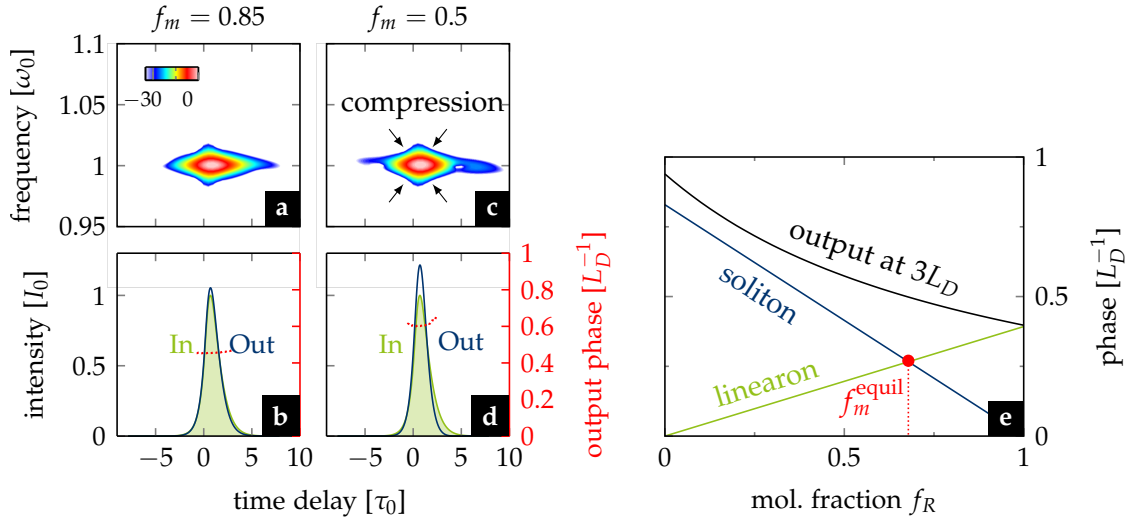 f_m = 0.85
f_m = 0.5
frequency [ω_0]
1.1
1.05
1
0.95
−30 0
a
compression
c
intensity [I_0]
1
0.5
0
In Out
b
−5 0 5 10
In Out
d
−5 0 5 10
1
0.8
0.6
0.4
0.2
0
output phase [L_D^{-1}]
time delay [τ_0]
output at 3L_D
soliton
linearon
f_m^{equil}
e
1
0.5
0
phase [L_D^{-1}]
0 0.5 1
mol. fraction f_R